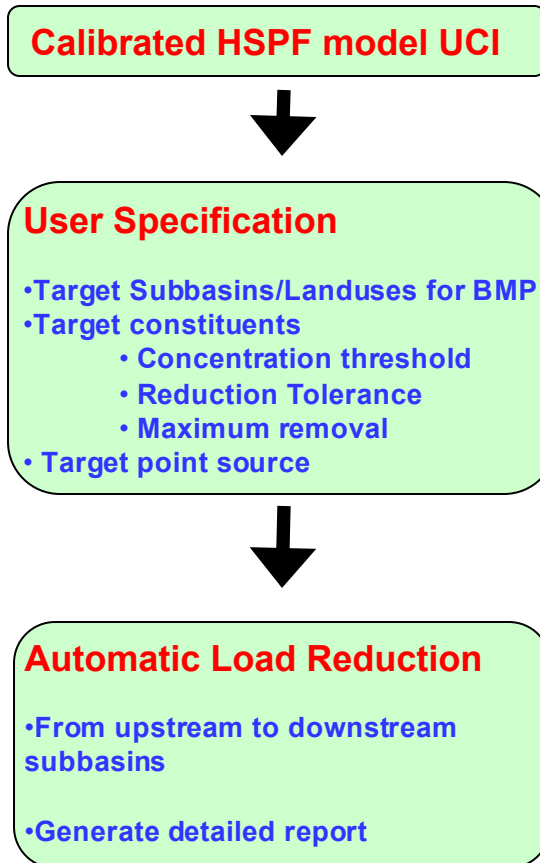 Calibrated HSPF model UCI
User Specification
•Target Subbasins/Landuses for BMP
•Target constituents
• Concentration threshold
• Reduction Tolerance
• Maximum removal
• Target point source
Automatic Load Reduction
•From upstream to downstream
subbasins
•Generate detailed report